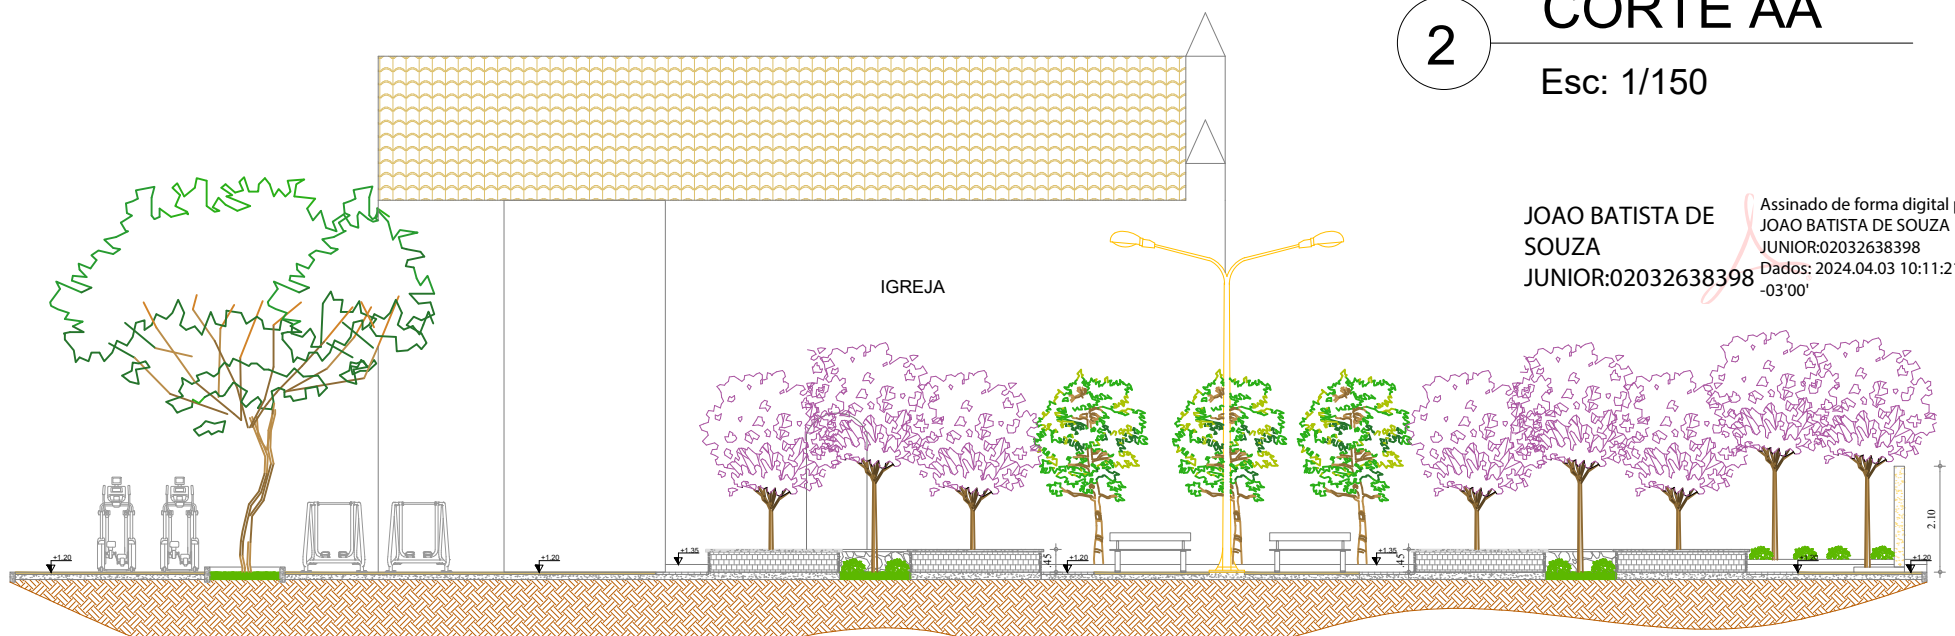 CORTE AA
2
Esc: 1/150
JOAO BATISTA DE
SOUZA
JUNIOR:02032638398
Assinado de forma digital
JOAO BATISTA DE SOUZA
JUNIOR:02032638398
Dados: 2024.04.03 10:11:21
-03'00'
IGREJA
2.10
+1.20
+1.20
+1.35
.45
+1.20
+1.35
.45
+1.20
+1.20